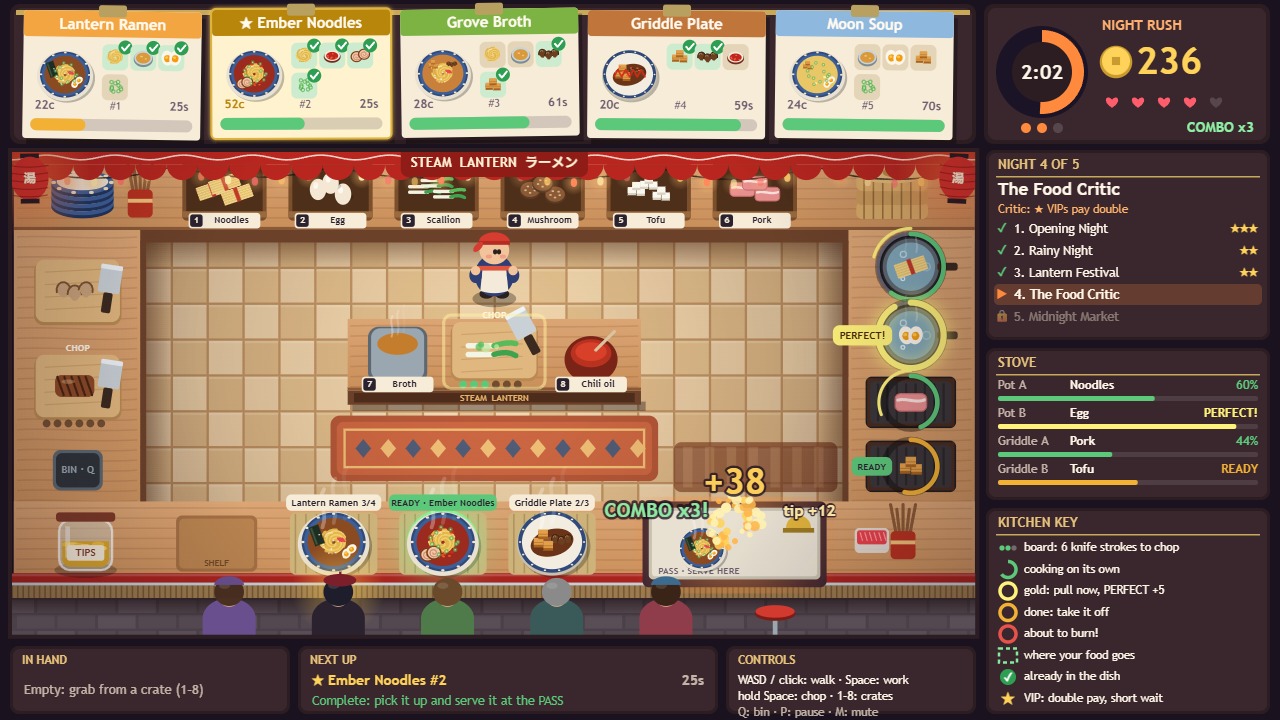 Lantern Ramen
22c
#1
25s
★ Ember Noodles
52c
#2
25s
Grove Broth
28c
#3
61s
Griddle Plate
20c
#4
59s
Moon Soup
24c
#5
70s
2:02
NIGHT RUSH
236
COMBO x3
STEAM LANTERN ラーメン
湯
湯
1 Noodles
2 Egg
3 Scallion
4 Mushroom
5 Tofu
6 Pork
CHOP
CHOP
BIN · Q
7 Broth
8 Chili oil
STEAM LANTERN
PERFECT!
READY
Lantern Ramen 3/4
READY · Ember Noodles
Griddle Plate 2/3
+38
COMBO x3!
tip +12
TIPS
SHELF
PASS · SERVE HERE
NIGHT 4 OF 5
The Food Critic
Critic: ★ VIPs pay double
✓ 1. Opening Night ★★★
✓ 2. Rainy Night ★★
✓ 3. Lantern Festival ★★
▶ 4. The Food Critic
5. Midnight Market
STOVE
Pot A Noodles 60%
Pot B Egg PERFECT!
Griddle A Pork 44%
Griddle B Tofu READY
KITCHEN KEY
board: 6 knife strokes to chop
cooking on its own
gold: pull now, PERFECT +5
done: take it off
about to burn!
where your food goes
already in the dish
VIP: double pay, short wait
IN HAND
Empty: grab from a crate (1-8)
NEXT UP
★ Ember Noodles #2 25s
Complete: pick it up and serve it at the PASS
CONTROLS
WASD / click: walk · Space: work
hold Space: chop · 1-8: crates
Q: bin · P: pause · M: mute